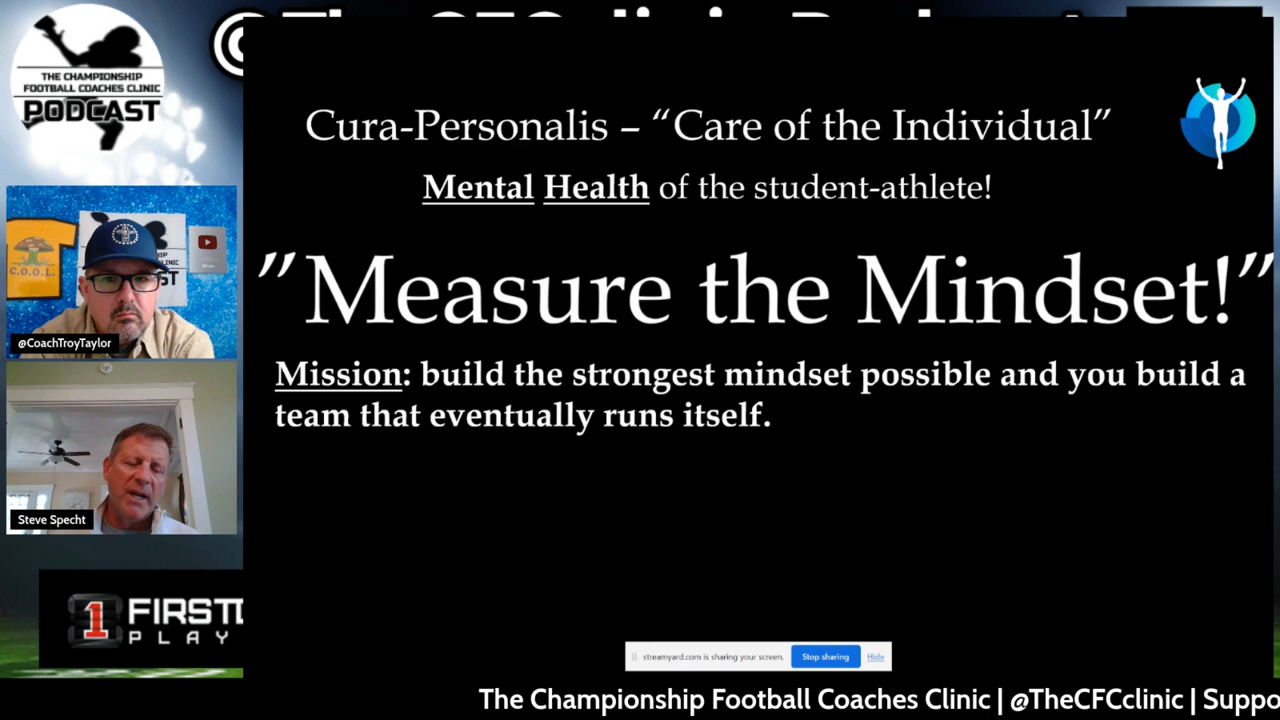 THE CHAMPIONSHIP
FOOTBALL COACHES CLINIC
PODCAST
Cura-Personalis – “Care of the Individual”
Mental Health of the student-athlete!
”Measure the Mindset!”
Mission: build the strongest mindset possible and you build a
team that eventually runs itself.
C.O.O.L.
@CoachTroyTaylor
Steve Specht
1 FIRST
PLAY
streamyard.com is sharing your screen. Stop sharing Hide
The Championship Football Coaches Clinic | @TheCFCclinic | Suppo